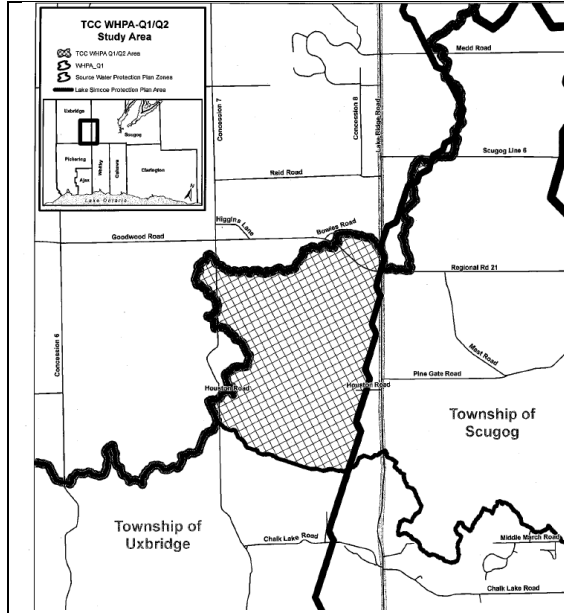 TCC WHPA-Q1/Q2
Study Area
TCC WHPA Q1/Q2 Area
WHPA_Q1
Source Water Protection Plan Zones
Lake Simcoe Protection Plan Area
Uxbridge
Scugog
Pickering
Ajax
Whitby
Oshawa
Clarington
Lake Ontario
N
Medd Road
Concession 7
Concession 8
Lake Ridge Road
Scugog Line 6
Reid Road
Higgins Lane
Bowles Road
Goodwood Road
Regional Rd 21
Concession 6
Mast Road
Pine Gate Road
Houston Road
Houston Road
Township of
Scugog
Township of
Uxbridge
Chalk Lake Road
Middle March Road
Chalk Lake Road